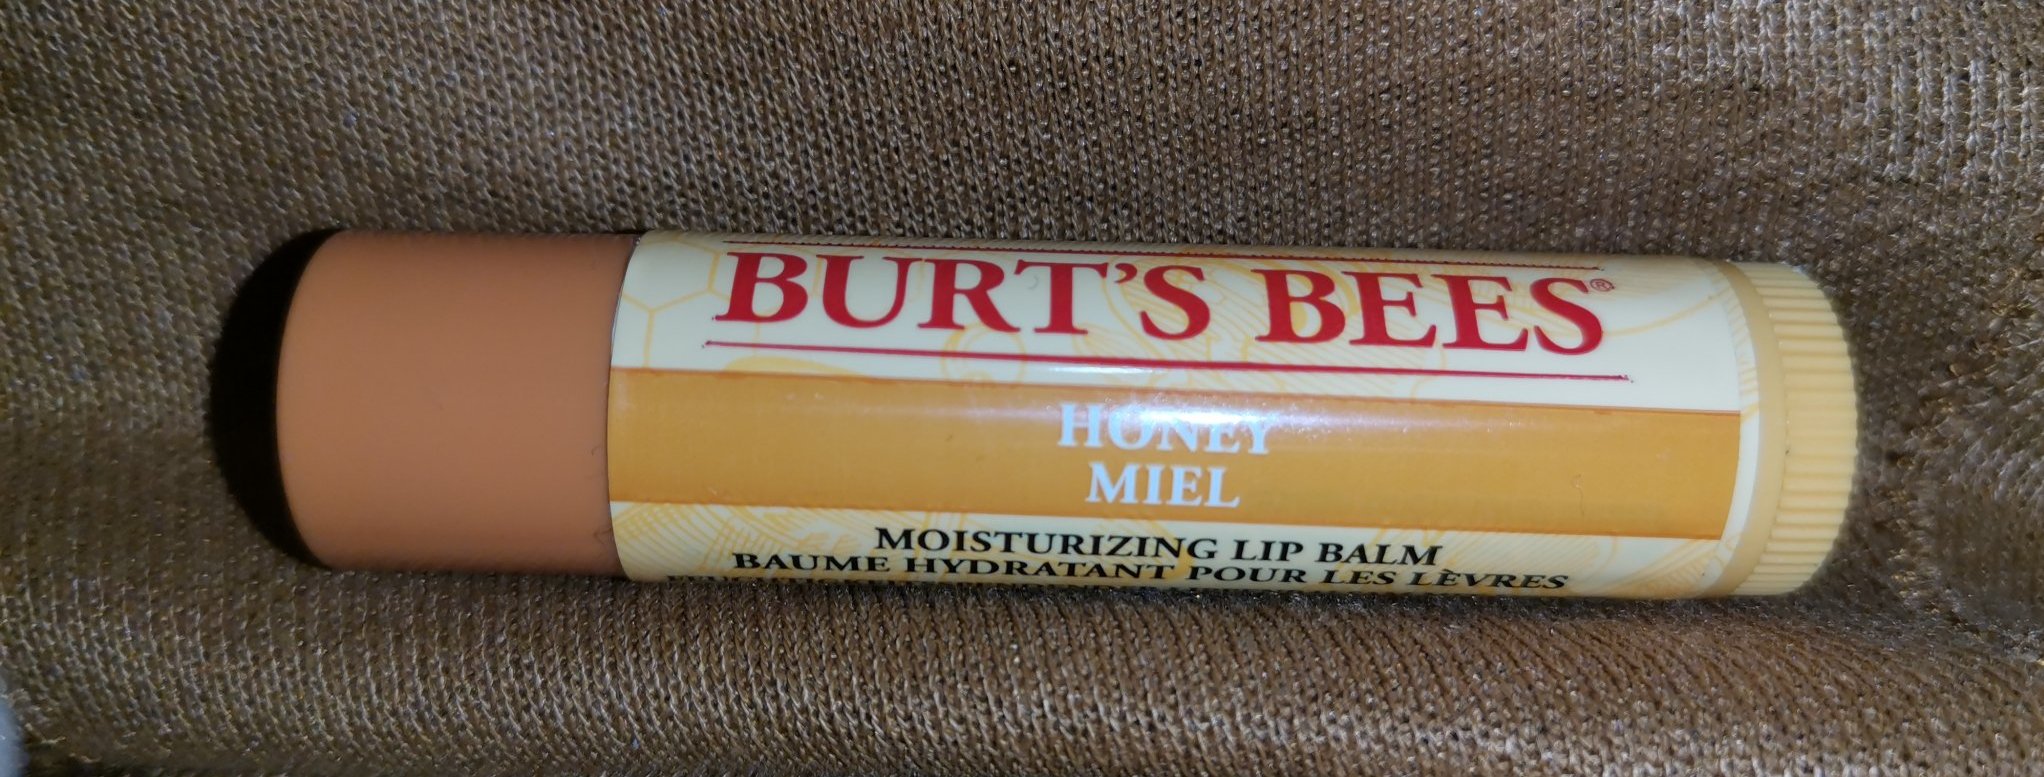 BURT'S BEES®
HONEY
MIEL
MOISTURIZING LIP BALM
BAUME HYDRATANT POUR LES LÈVRES